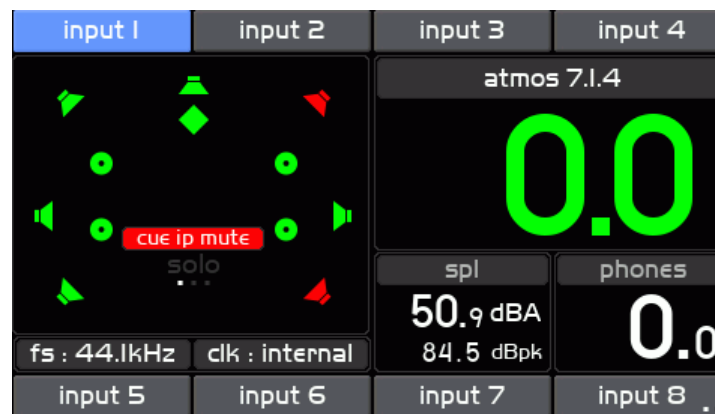 input 1
input 2
input 3
input 4
atmos 7.1.4
0.0
cue ip mute
solo
spl
phones
50.9 dBA
84.5 dBpk
0.0
fs : 44.1kHz
clk : internal
input 5
input 6
input 7
input 8